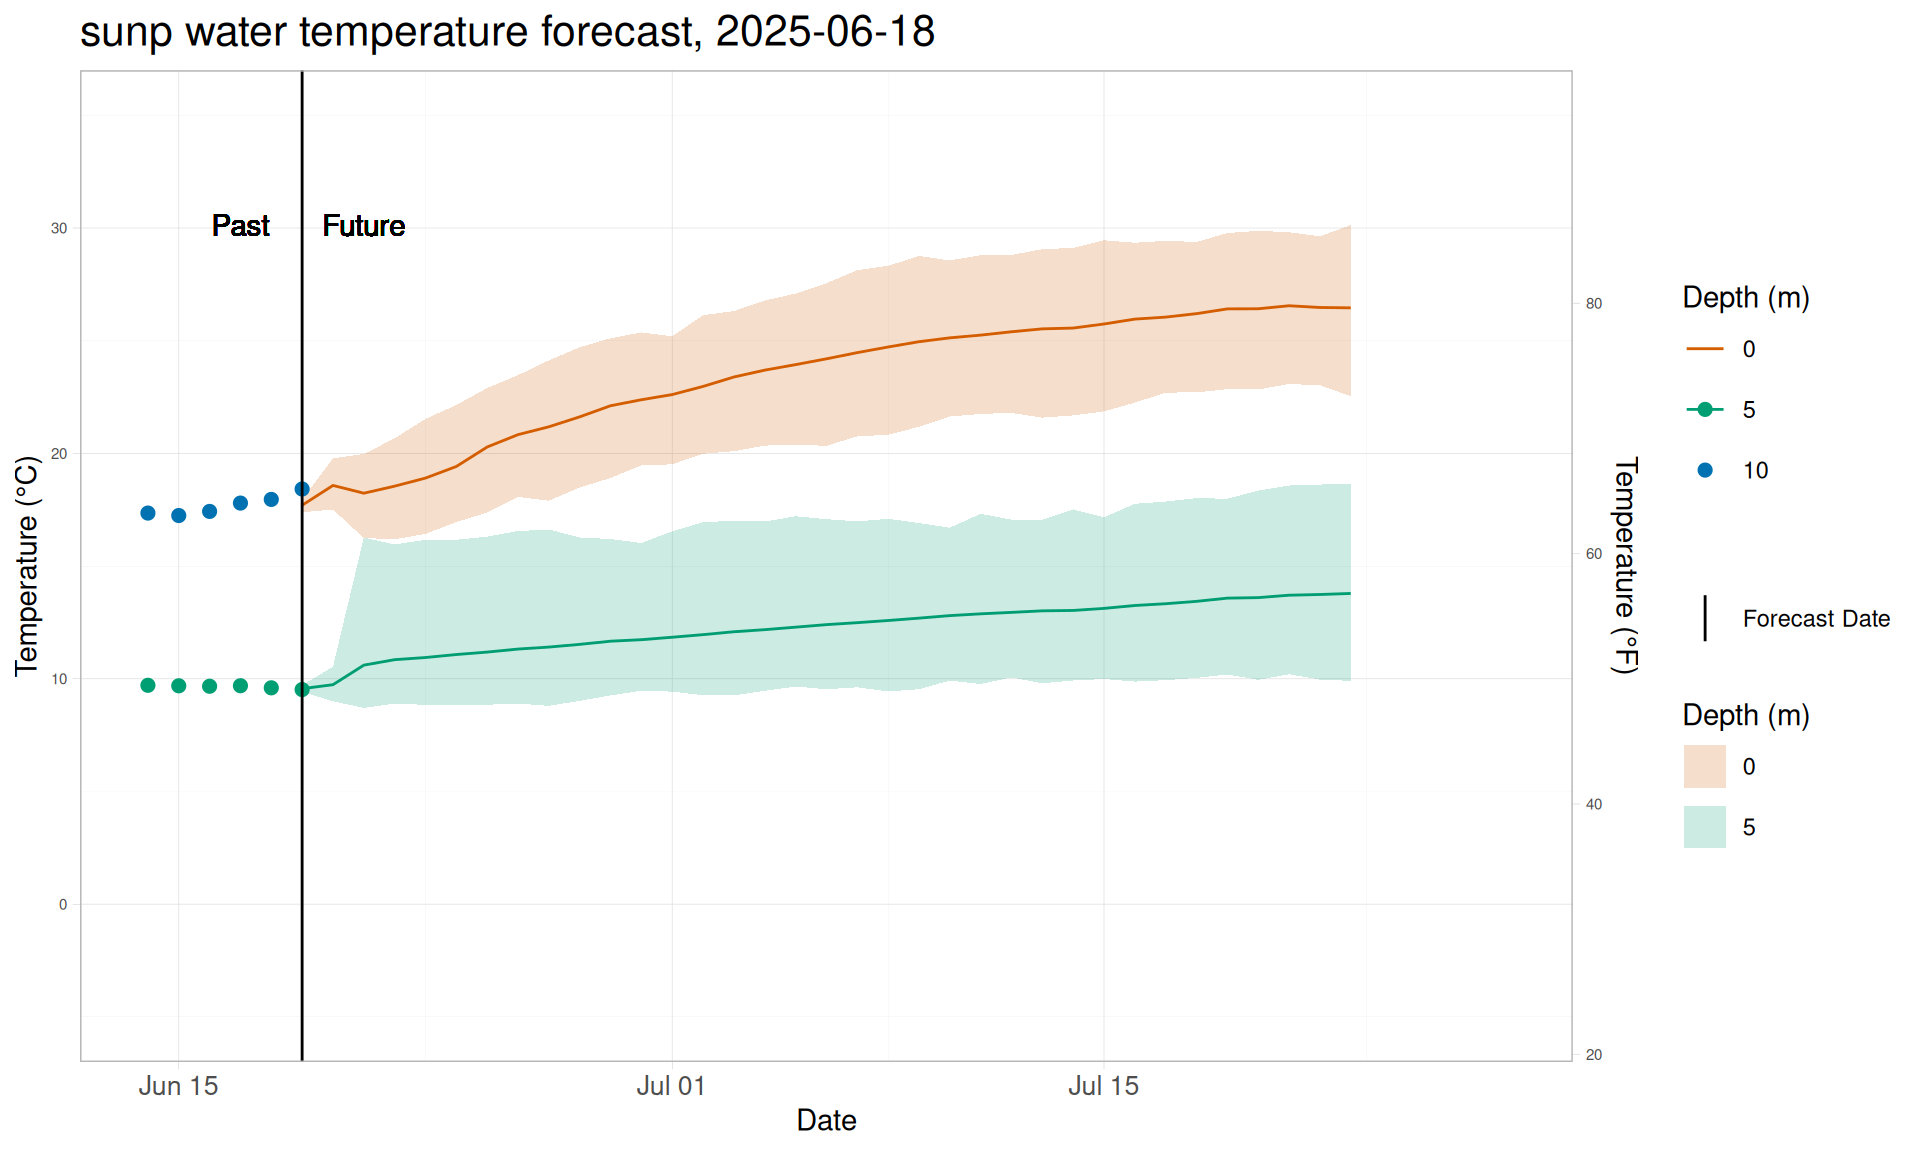 sunp water temperature forecast, 2025-06-18
Past
Future
30
20
10
0
Temperature (°C)
80
60
40
20
Temperature (°F)
Jun 15
Jul 01
Jul 15
Date
Depth (m)
0
5
10
Forecast Date
Depth (m)
0
5